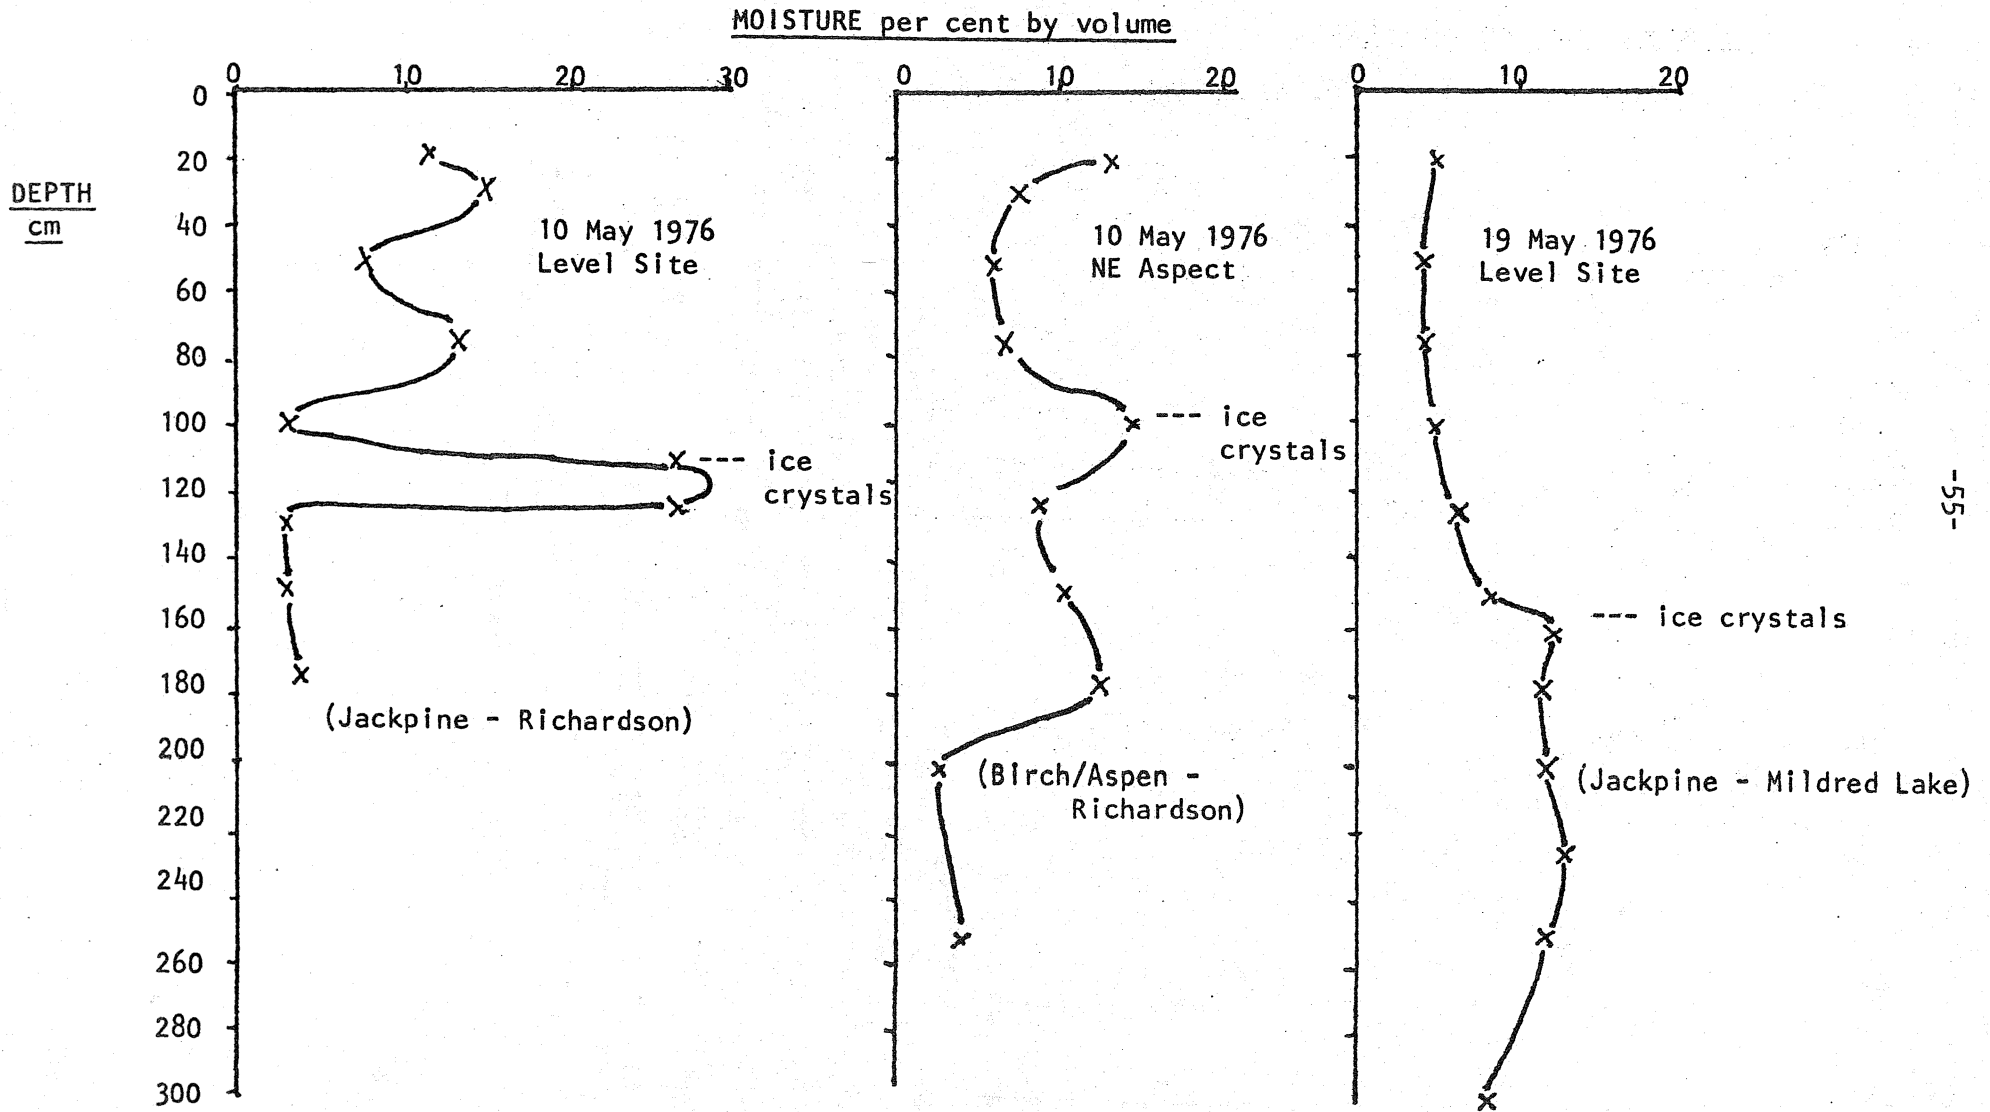 MOISTURE per cent by volume
0 10 20 30
0 10 20
0 10 20
DEPTH
cm
0
20
40
60
80
100
120
140
160
180
200
220
240
260
280
300
10 May 1976
Level Site
--- ice
crystals
(Jackpine - Richardson)
10 May 1976
NE Aspect
--- ice
crystals
(Birch/Aspen -
Richardson)
19 May 1976
Level Site
--- ice crystals
(Jackpine - Mildred Lake)
-55-